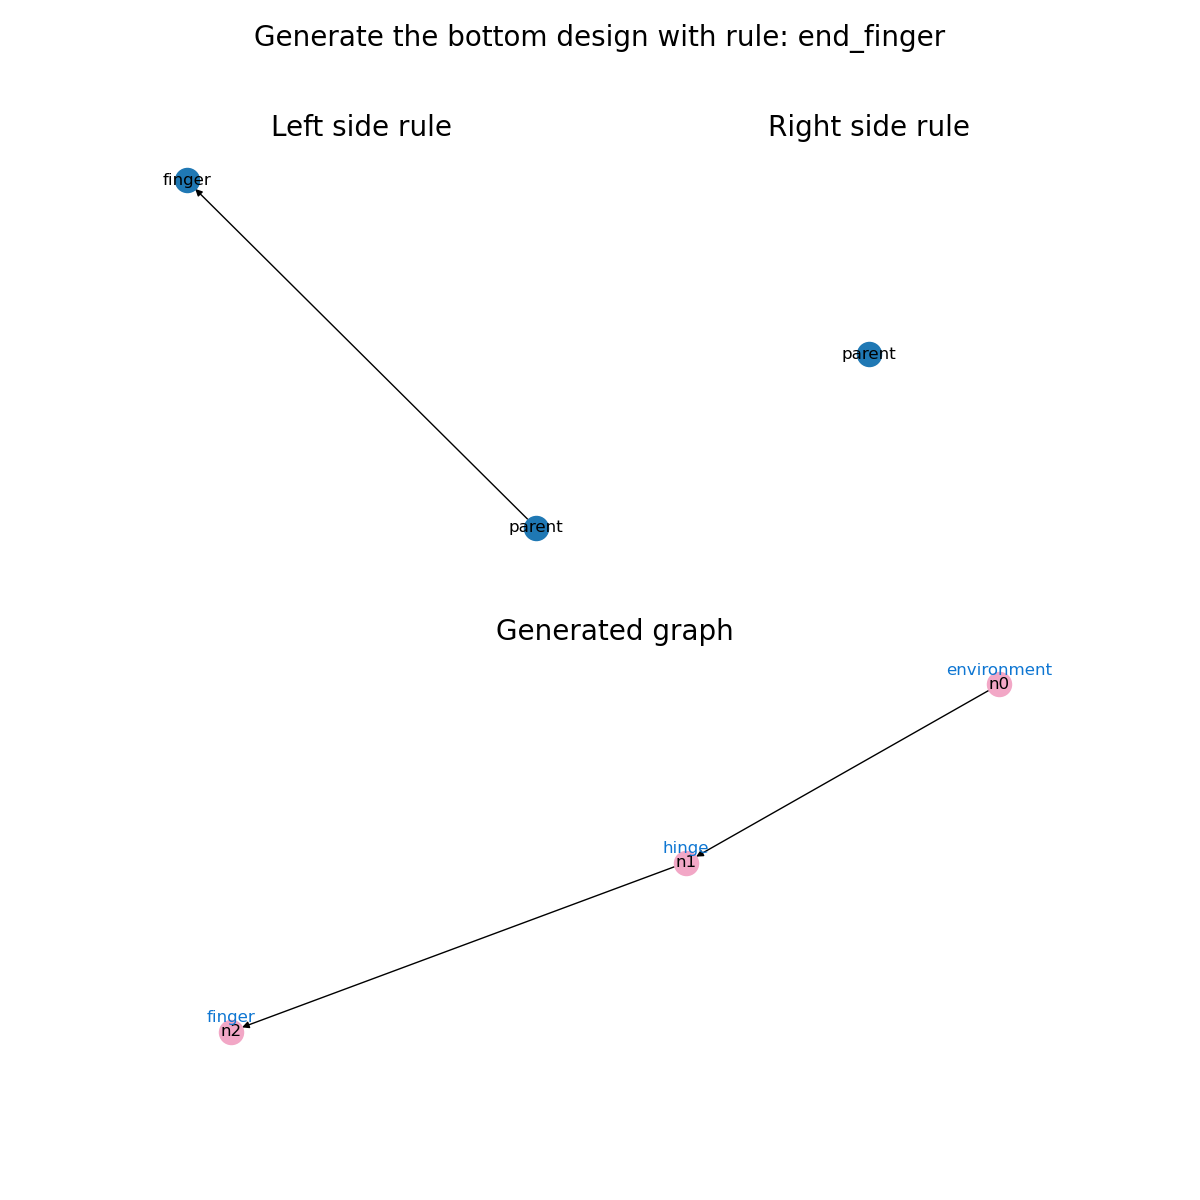 Generate the bottom design with rule: end_finger
Left side rule
Right side rule
finger
parent
parent
Generated graph
environment
n0
hinge
n1
finger
n2